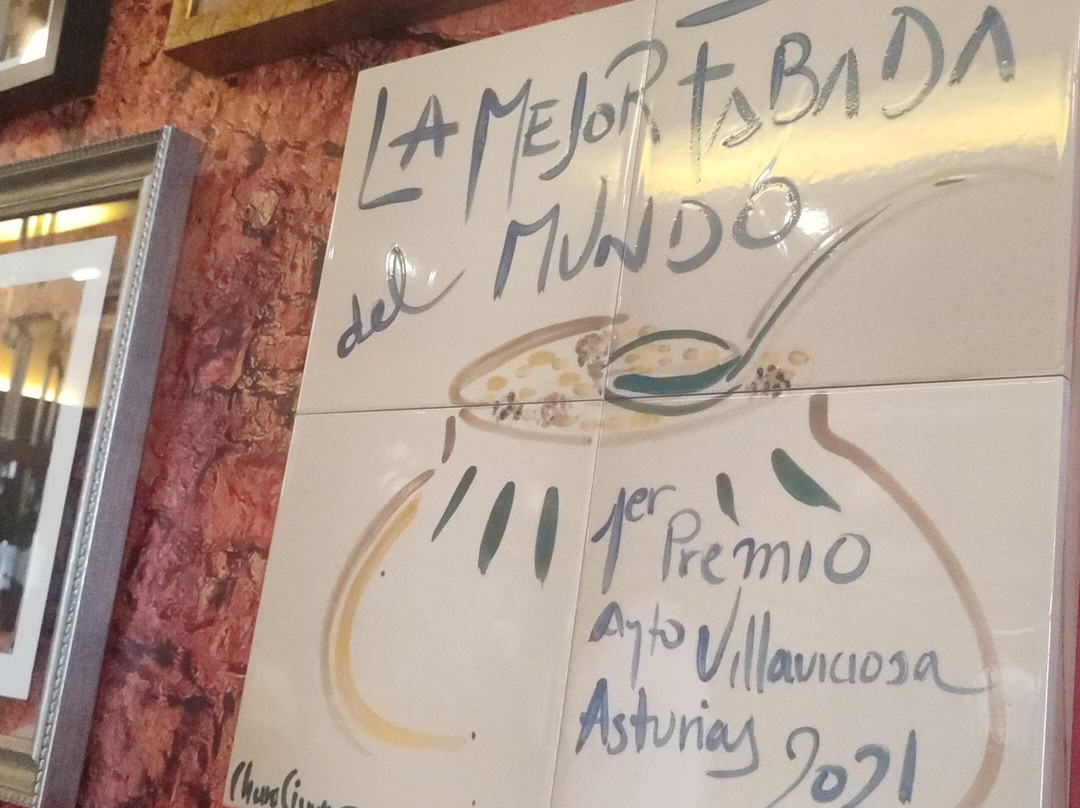 LA MEJOR FABADA
del MUNDO
1er
Premio
Ayto Villaviciosa
Asturias 2021